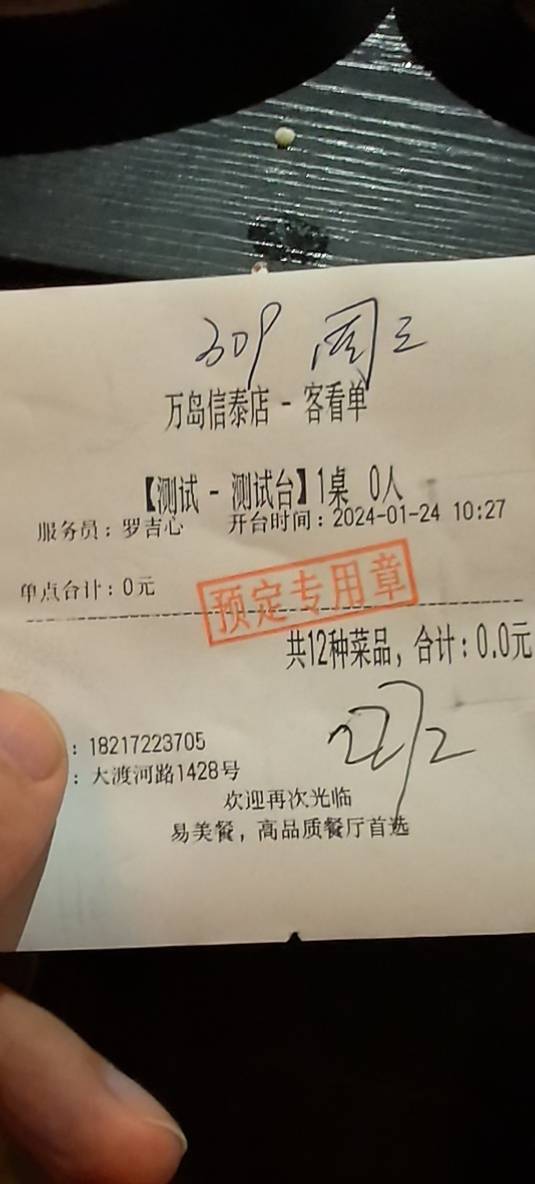 309 周三
万岛信泰店 - 客看单
【测试 - 测试台】1桌 0人
服务员：罗吉心 开台时间：2024-01-24 10:27
单点合计：0元
预定专用章
共12种菜品，合计：0.0元
：18217223705
：大渡河路1428号
欢迎再次光临
易美餐，高品质餐厅首选